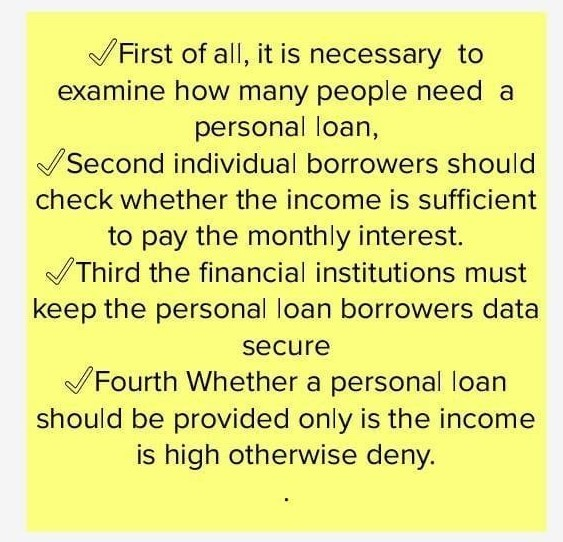 ✓First of all, it is necessary to
examine how many people need a
personal loan,
✓Second individual borrowers should
check whether the income is sufficient
to pay the monthly interest.
✓Third the financial institutions must
keep the personal loan borrowers data
secure
✓Fourth Whether a personal loan
should be provided only is the income
is high otherwise deny.
.